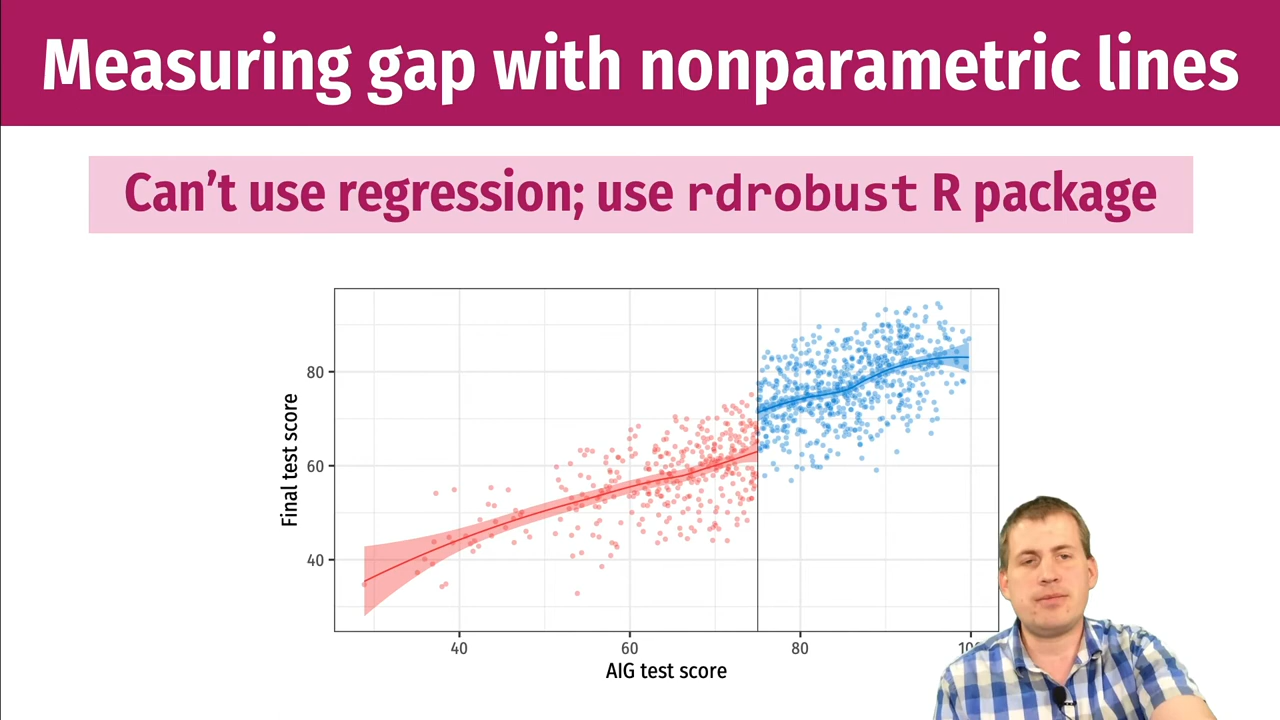 Measuring gap with nonparametric lines
Can't use regression; use rdrobust R package
80
60
40
Final test score
40
60
80
AIG test score